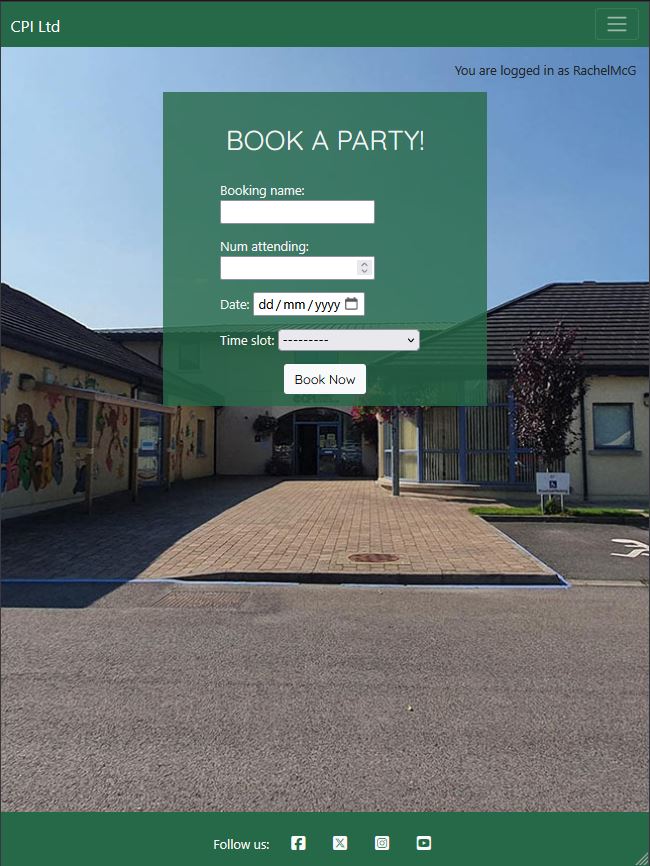 CPI Ltd
You are logged in as RachelMcG
BOOK A PARTY!
Booking name:
Num attending:
Date: dd/mm/yyyy
Time slot: ---------
Book Now
Follow us: